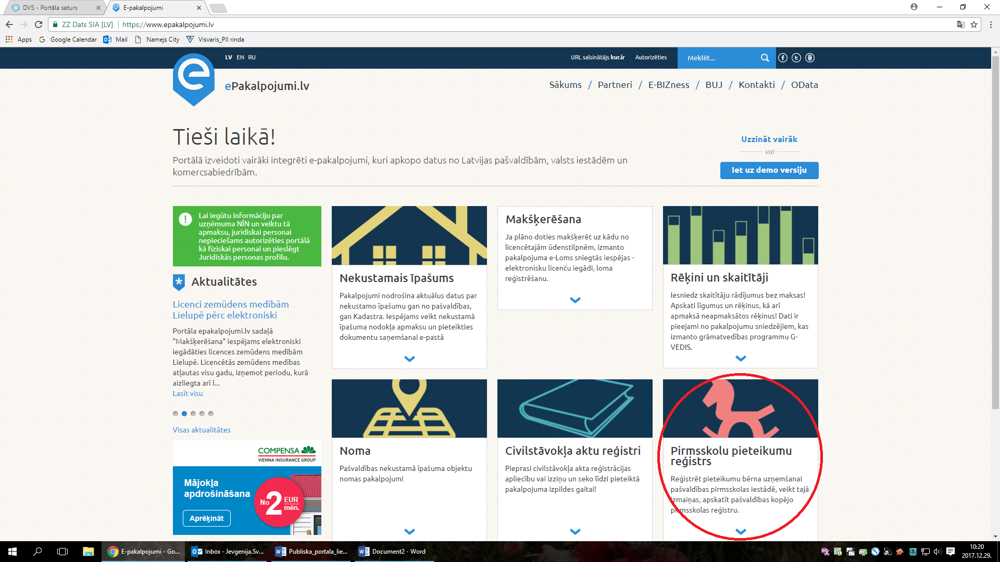 DVS - Portāla saturs
E-pakalpojumi
ZZ Dats SIA [LV]
https://www.epakalpojumi.lv
Apps
Google Calendar
Mail
Namejs City
Visvaris_PII rinda
LV EN RU
URL saīsinātājs kur.ir
Autorizēties
Meklēt...
ePakalpojumi.lv
Sākums / Partneri / E-BIZness / BUJ / Kontakti / OData
Tieši laikā!
Portālā izveidoti vairāki integrēti e-pakalpojumi, kuri apkopo datus no Latvijas pašvaldībām, valsts iestādēm un
komercsabiedrībām.
Uzzināt vairāk
vai
Iet uz demo versiju
Lai iegūtu informāciju par
uzņēmuma NĪN un veiktu tā
apmaksu, juridiskai personai
nepieciešams autorizēties portālā
kā fiziskai personai un pieslēgt
Juridiskās personas profilu.
Aktualitātes
Licenci zemūdens medībām
Lielupē pērc elektroniski
Portāla epakalpojumi.lv sadaļā
"Makšķerēšana" iespējams elektroniski
iegādāties licences zemūdens medībām
Lielupē. Licencētās zemūdens medības
atļautas visu gadu, izņemot periodu, kurā
aizliegta arī l...
Lasīt visu
Visas aktualitātes
COMPENSA
VIENNA INSURANCE GROUP
Mājokļa
apdrošināšana
No 2 EUR
mēn.
Aprēķināt
Nekustamais īpašums
Pakalpojumi nodrošina aktuālus datus par
nekustamo īpašumu gan no pašvaldības,
gan Kadastra. Iespējams veikt nekustamā
īpašuma nodokļa apmaksu un pieteikties
dokumentu saņemšanai e-pastā
Makšķerēšana
Ja plāno doties makšķerēt uz kādu no
licencētajām ūdenstilpnēm, izmanto
pakalpojuma e-Loms sniegtās iespējas -
elektronisku licenču iegādi, loma
reģistrēšanu.
Rēķini un skaitītāji
Iesniedz skaitītāju rādījumus bez maksas!
Apskati līgumus un rēķinus, kā arī
apmaksā neapmaksātos rēķinus! Dati ir
pieejami no pakalpojumu sniedzējiem, kas
izmanto grāmatvedības programmu G-
VEDIS.
Noma
Pašvaldības nekustamā īpašuma objektu
nomas pakalpojumi
Civilstāvokļa aktu reģistri
Pieprasi civilstāvokļa akta reģistrācijas
apliecību vai izziņu un seko līdzi pieteiktā
pakalpojuma izpildes gaitai!
Pirmsskolu pieteikumu
reģistrs
Reģistrēt pieteikumu bērna uzņemšanai
pašvaldības pirmsskolas iestādē, veikt tajā
izmaiņas, apskatīt pašvaldības kopējo
pirmsskolas reģistru.
E-pakalpojumi - Go...
Inbox - Jevgenija.Sv...
Publiska_portala_lie...
Document2 - Word
10:20
2017.12.29.